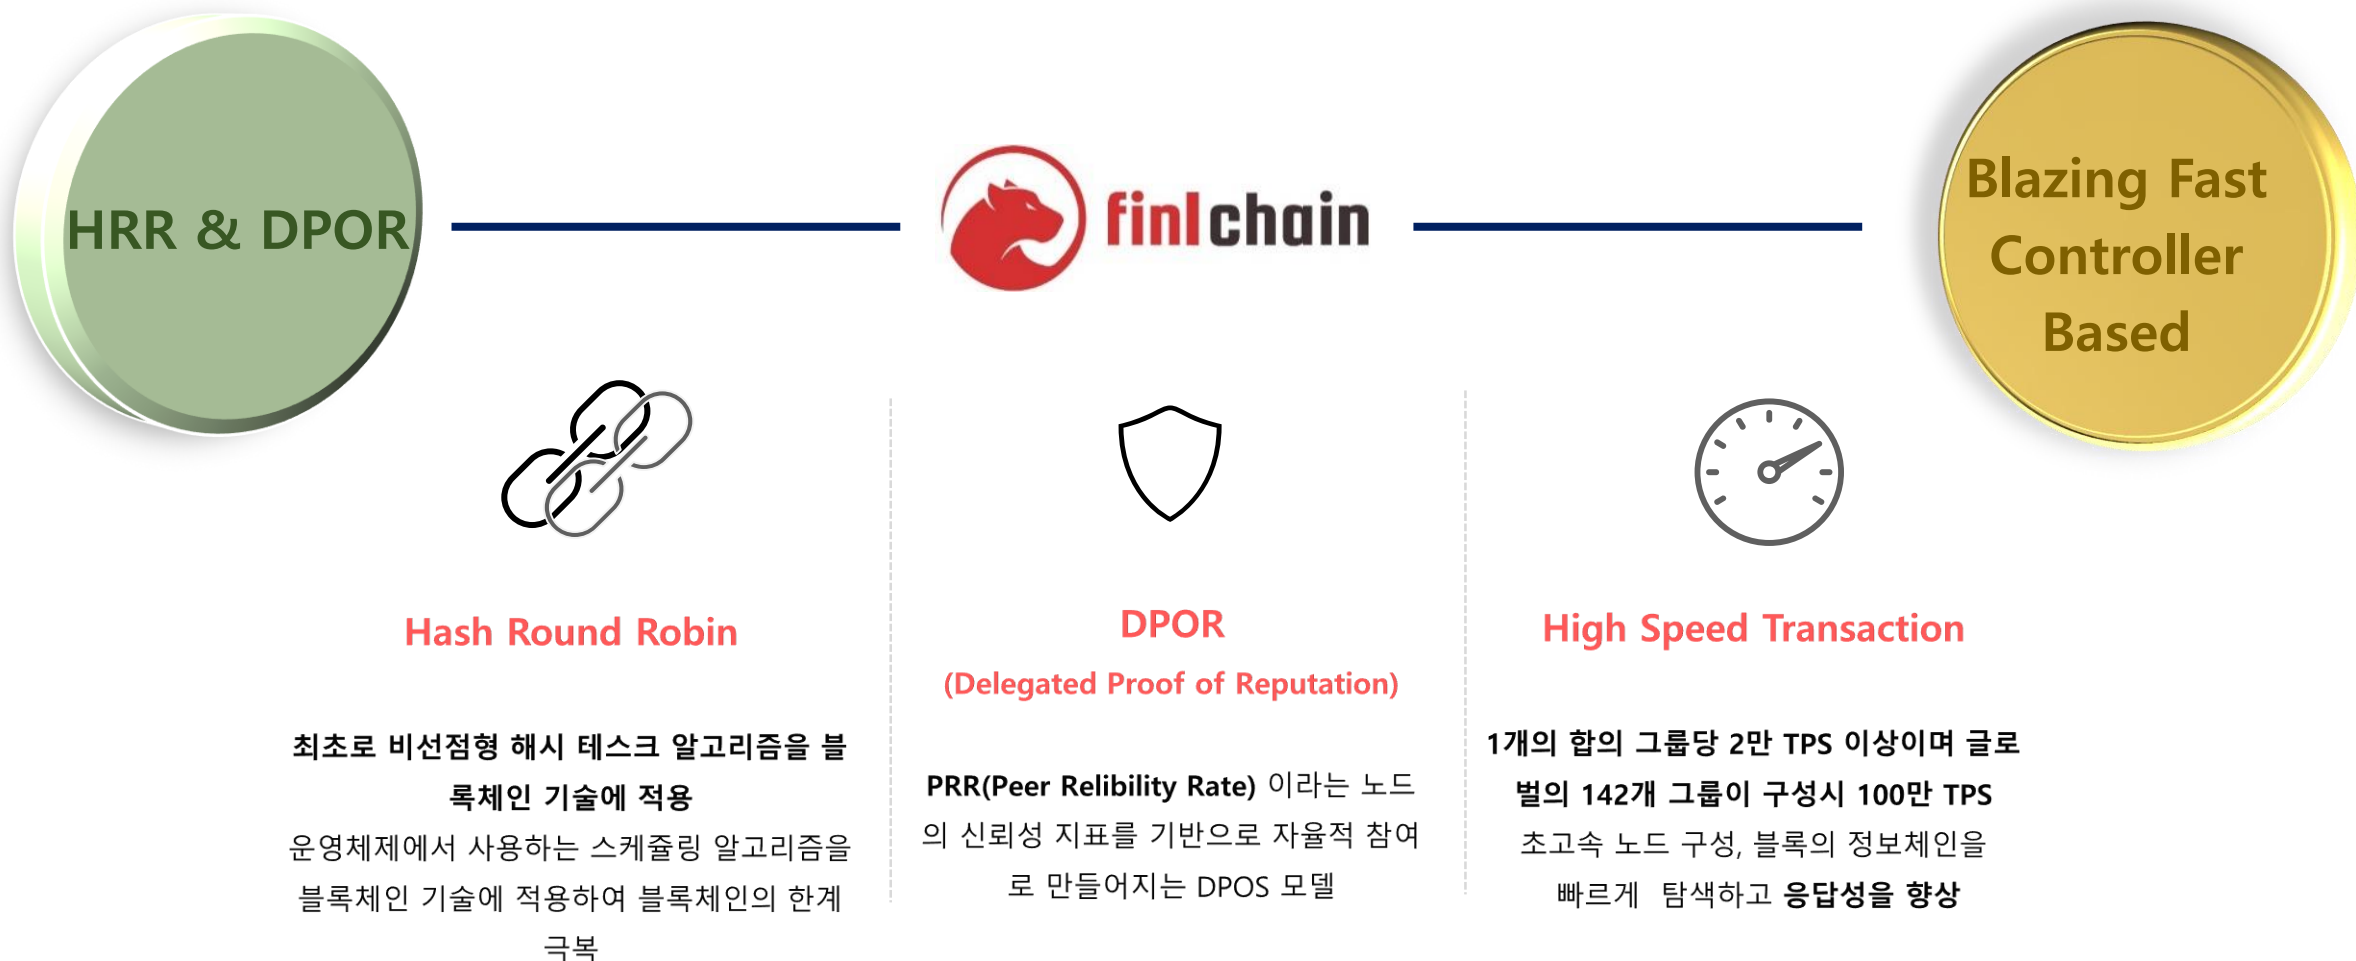 HRR & DPOR
finlchain
Blazing Fast
Controller
Based
Hash Round Robin
최초로 비선점형 해시 테스크 알고리즘을 블
록체인 기술에 적용
운영체제에서 사용하는 스케쥴링 알고리즘을
블록체인 기술에 적용하여 블록체인의 한계
극복
DPOR
(Delegated Proof of Reputation)
PRR(Peer Relibility Rate) 이라는 노드
의 신뢰성 지표를 기반으로 자율적 참여
로 만들어지는 DPOS 모델
High Speed Transaction
1개의 합의 그룹당 2만 TPS 이상이며 글로
벌의 142개 그룹이 구성시 100만 TPS
초고속 노드 구성, 블록의 정보체인을
빠르게 탐색하고 응답성을 향상